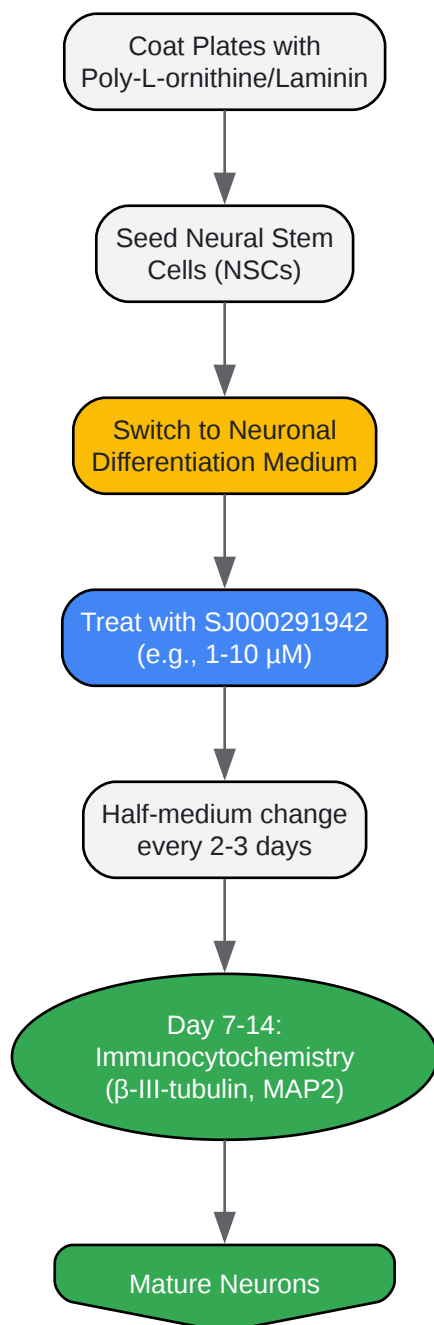 Coat Plates with
Poly-L-ornithine/Laminin
Seed Neural Stem
Cells (NSCs)
Switch to Neuronal
Differentiation Medium
Treat with SJ000291942
(e.g., 1-10 µM)
Half-medium change
every 2-3 days
Day 7-14:
Immunocytochemistry
(β-III-tubulin, MAP2)
Mature Neurons